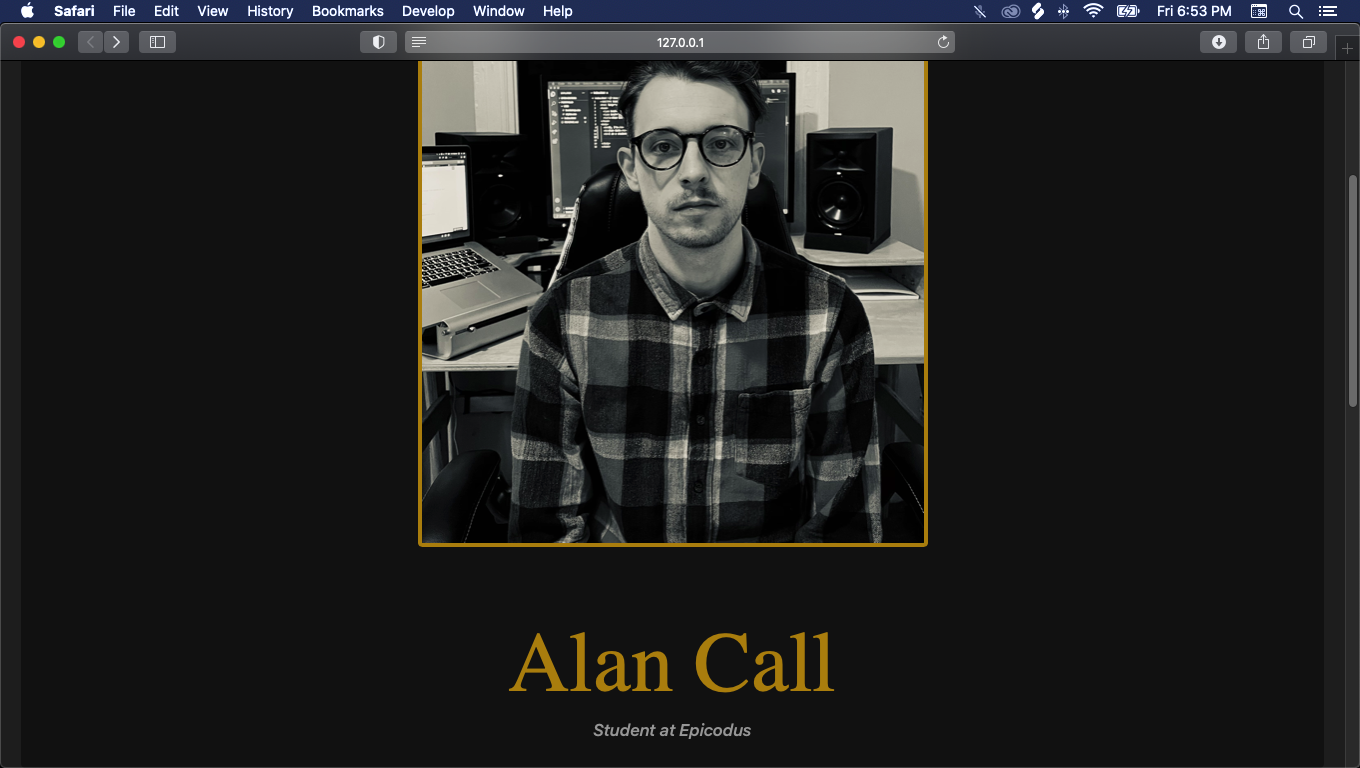 Safari File Edit View History Bookmarks Develop Window Help Fri 6:53 PM
127.0.0.1
Alan Call
Student at Epicodus